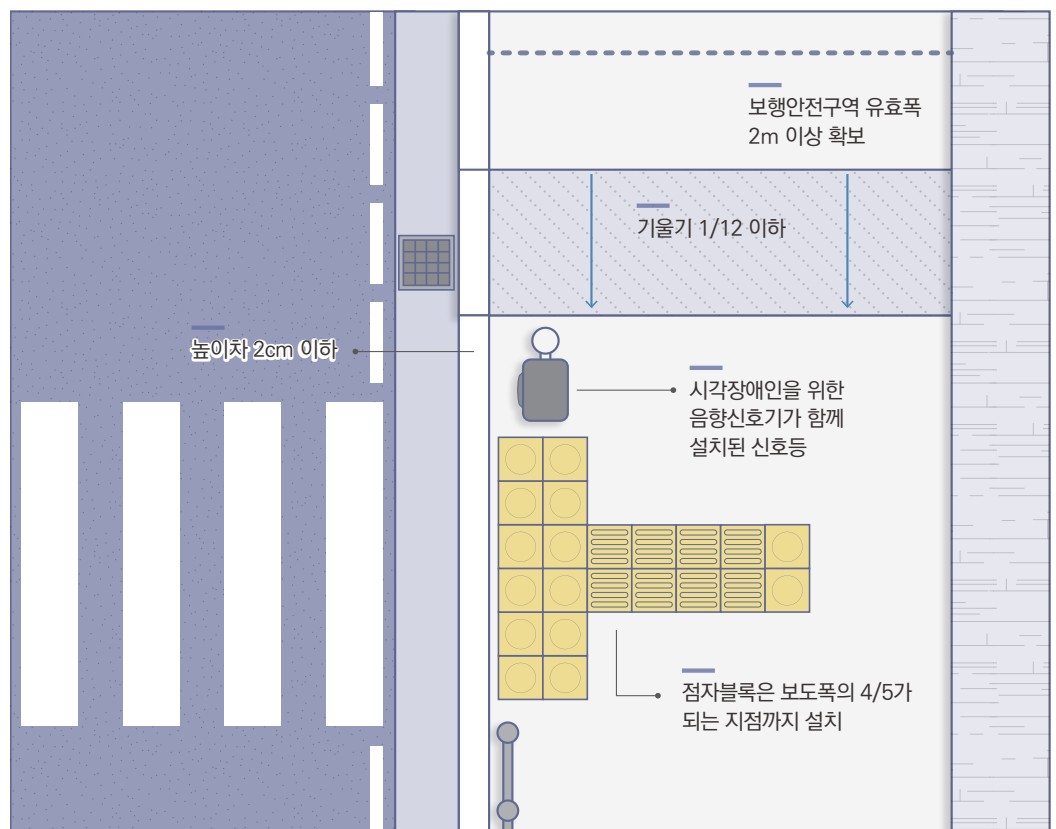 보행안전구역 유효폭
2m 이상 확보
기울기 1/12 이하
높이차 2cm 이하
시각장애인을 위한
음향신호기가 함께
설치된 신호등
점자블록은 보도폭의 4/5가
되는 지점까지 설치